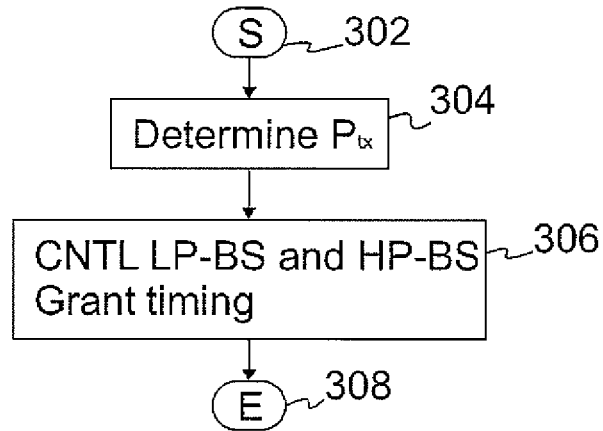 S 302
304
Determine Ptx
CNTL LP-BS and HP-BS 306
Grant timing
E 308